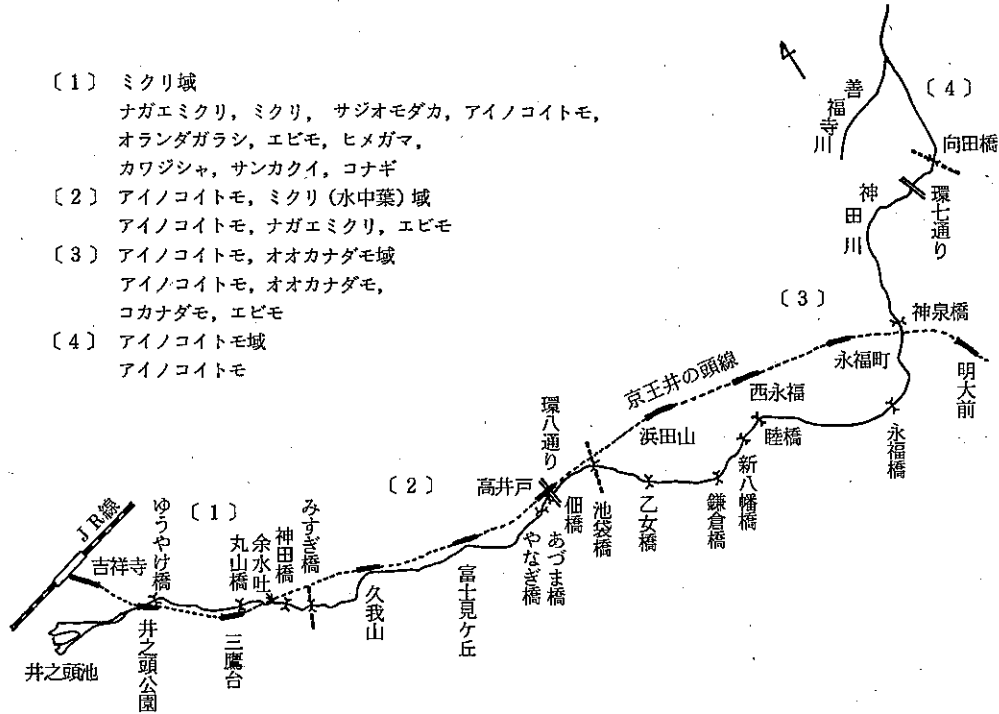 〔1〕 ミクリ域
ナガエミクリ, ミクリ, サジオモダカ, アイノコイトモ,
オランダガラシ, エビモ, ヒメガマ,
カワジシャ, サンカクイ, コナギ
〔2〕 アイノコイトモ, ミクリ (水中葉) 域
アイノコイトモ, ナガエミクリ, エビモ
〔3〕 アイノコイトモ, オオカナダモ域
アイノコイトモ, オオカナダモ,
コカナダモ, エビモ
〔4〕 アイノコイトモ域
アイノコイトモ
4
善福寺川
〔4〕
向田橋
環七通り
神田川
〔3〕
神泉橋
明大前
永福町
永福橋
京王井の頭線
西永福
睦橋
浜田山
新八幡橋
鎌倉橋
乙女橋
池袋橋
環八通り
高井戸
佃橋
あづま橋
やなぎ橋
〔2〕
富士見ケ丘
久我山
みすぎ橋
神田橋
余水吐
丸山橋
三鷹台
〔1〕
ゆうやけ橋
井之頭公園
JR線
吉祥寺
井之頭池